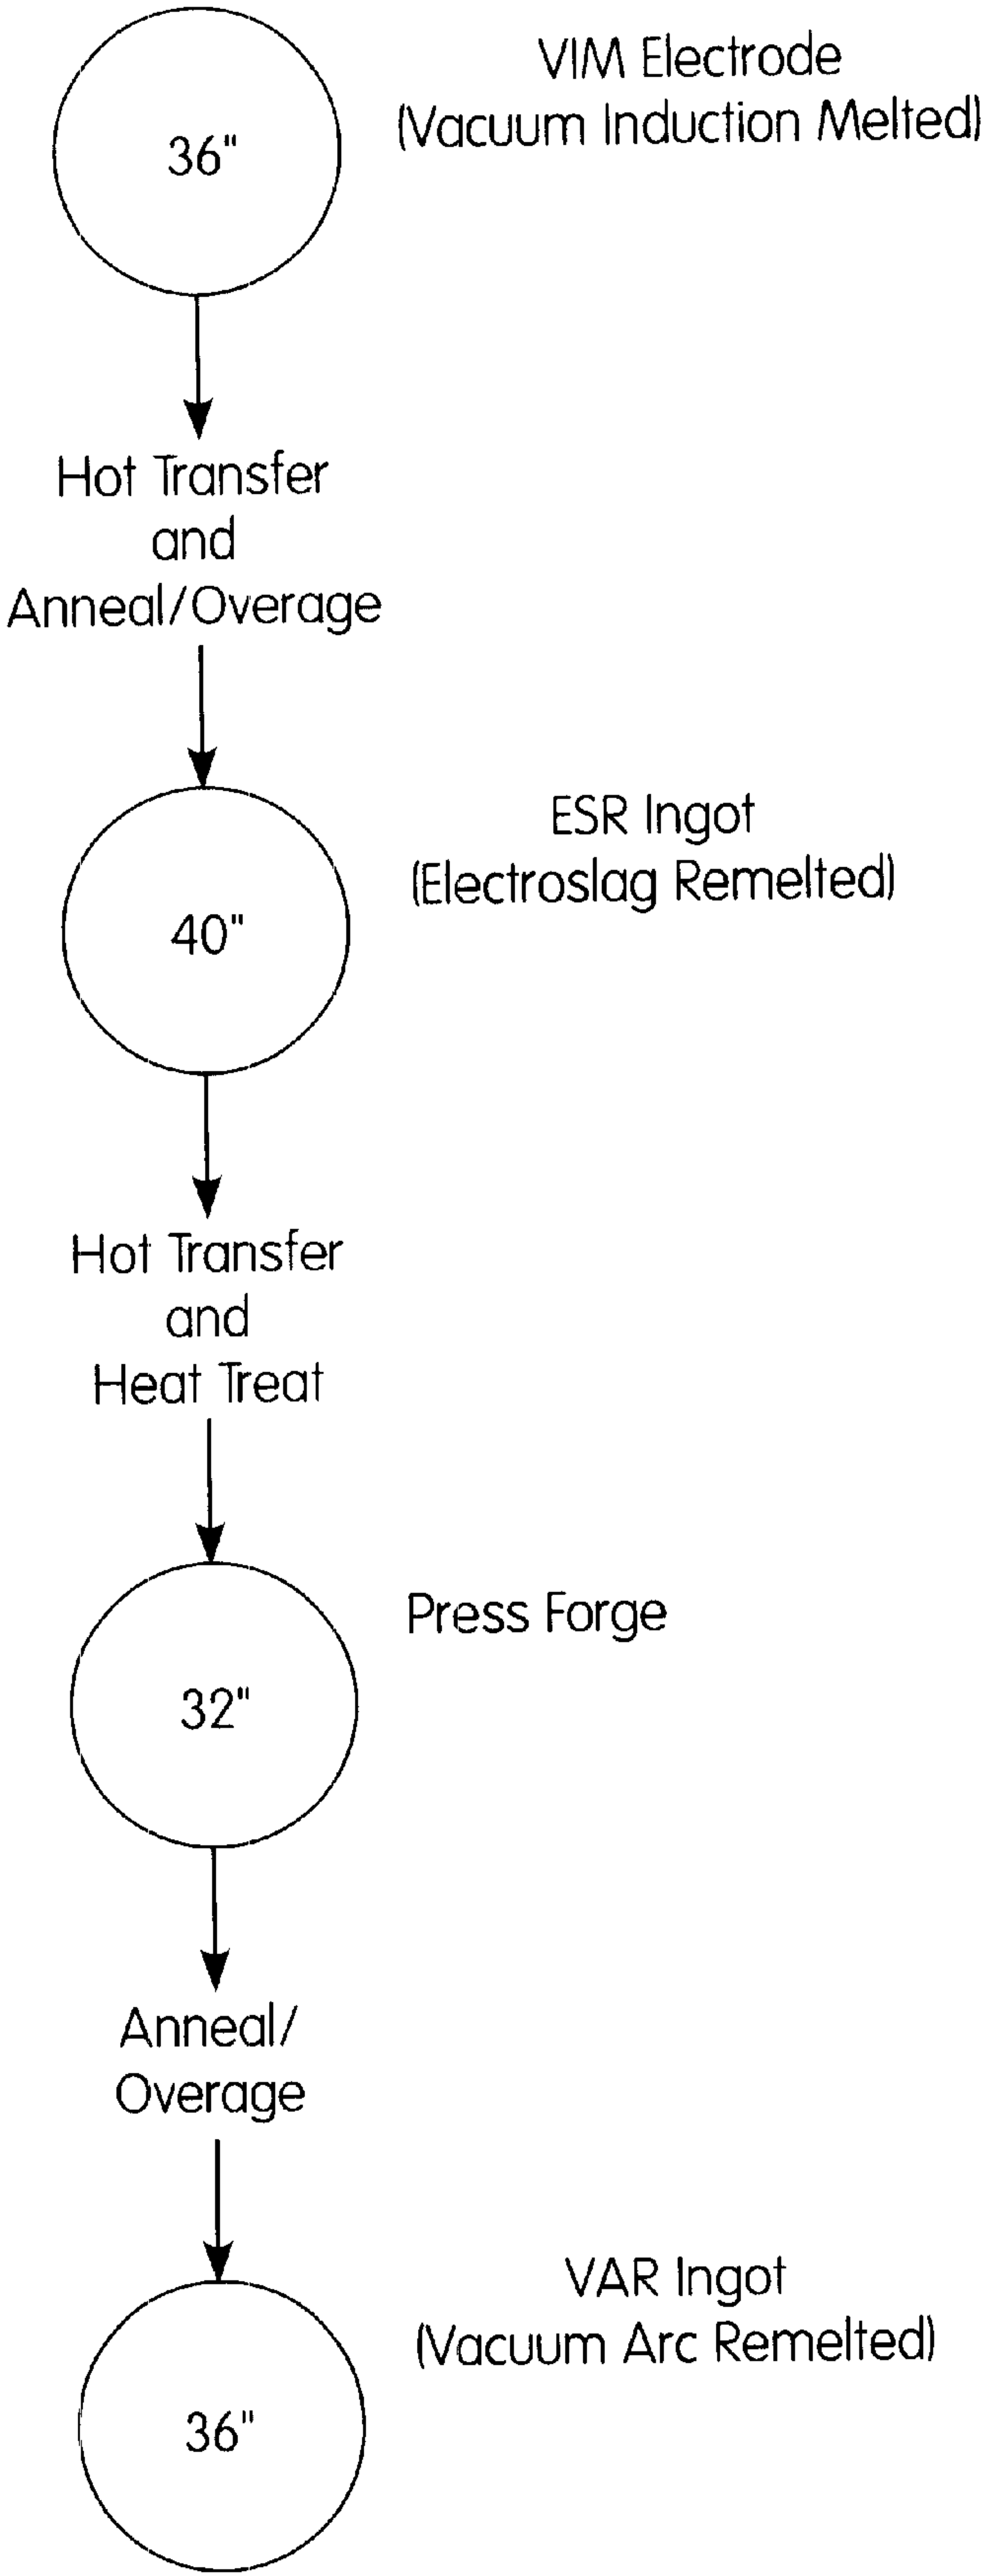 VIM Electrode
(Vacuum Induction Melted)
36"
Hot Transfer
and
Anneal/Overage
ESR Ingot
(Electroslag Remelted)
40"
Hot Transfer
and
Heat Treat
Press Forge
32"
Anneal/
Overage
VAR Ingot
(Vacuum Arc Remelted)
36"